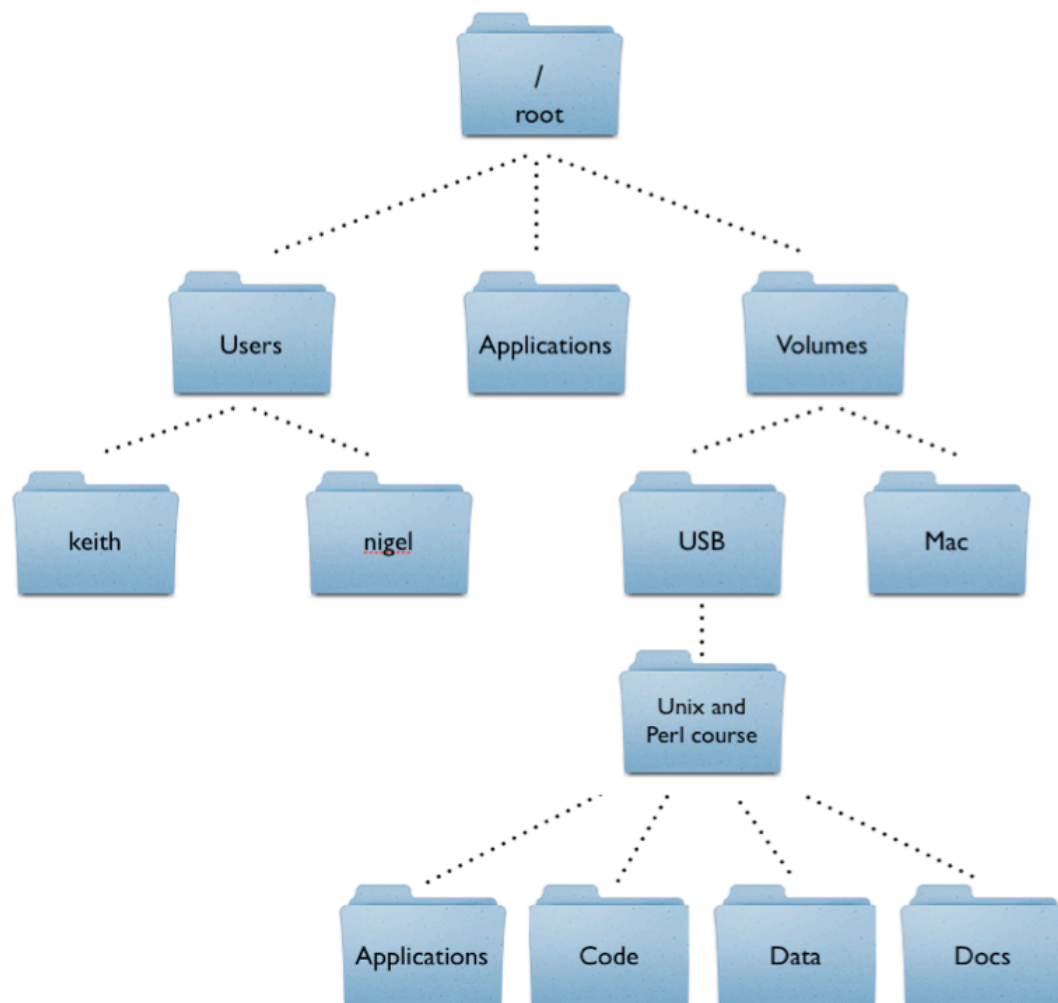 /
root
Users
Applications
Volumes
keith
nigel
USB
Mac
Unix and
Perl course
Applications
Code
Data
Docs